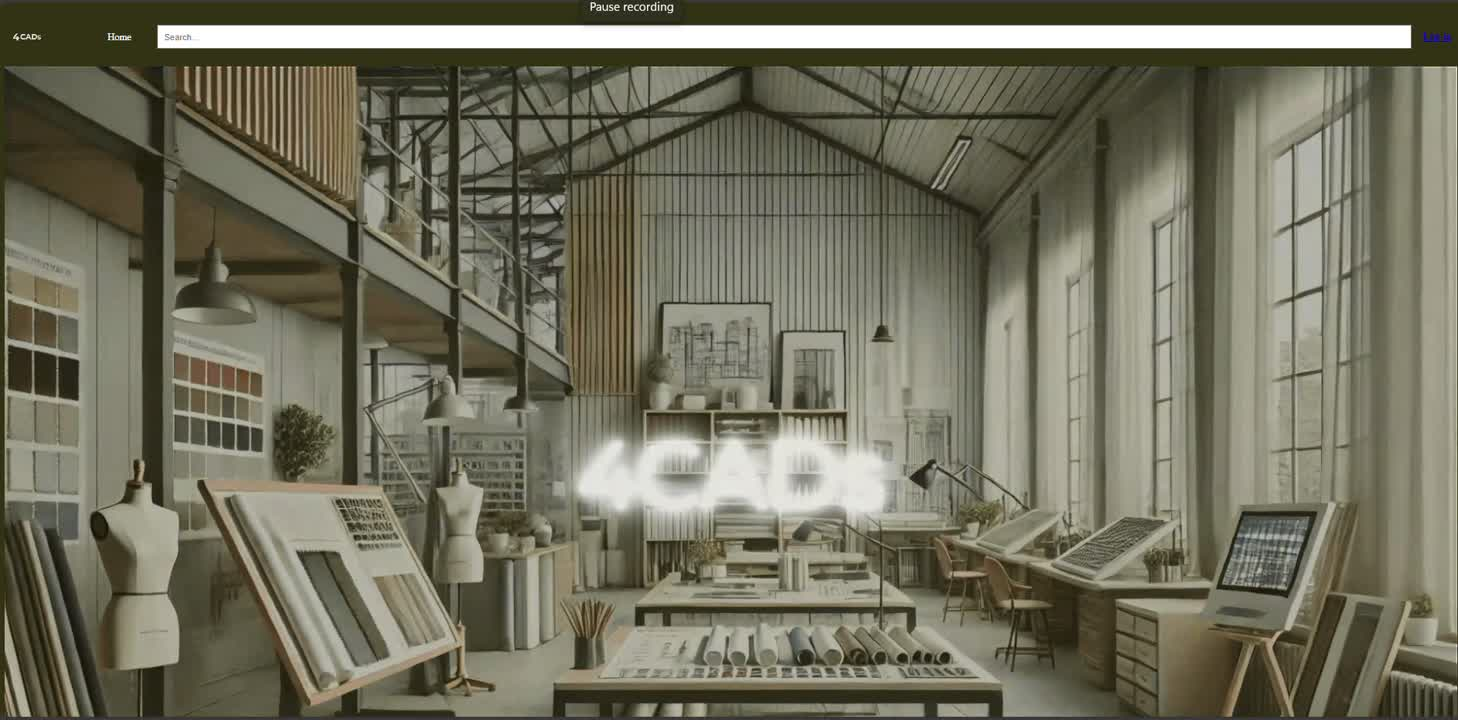 Pause recording
4CADs
Home
Search...
Log in
4CADs